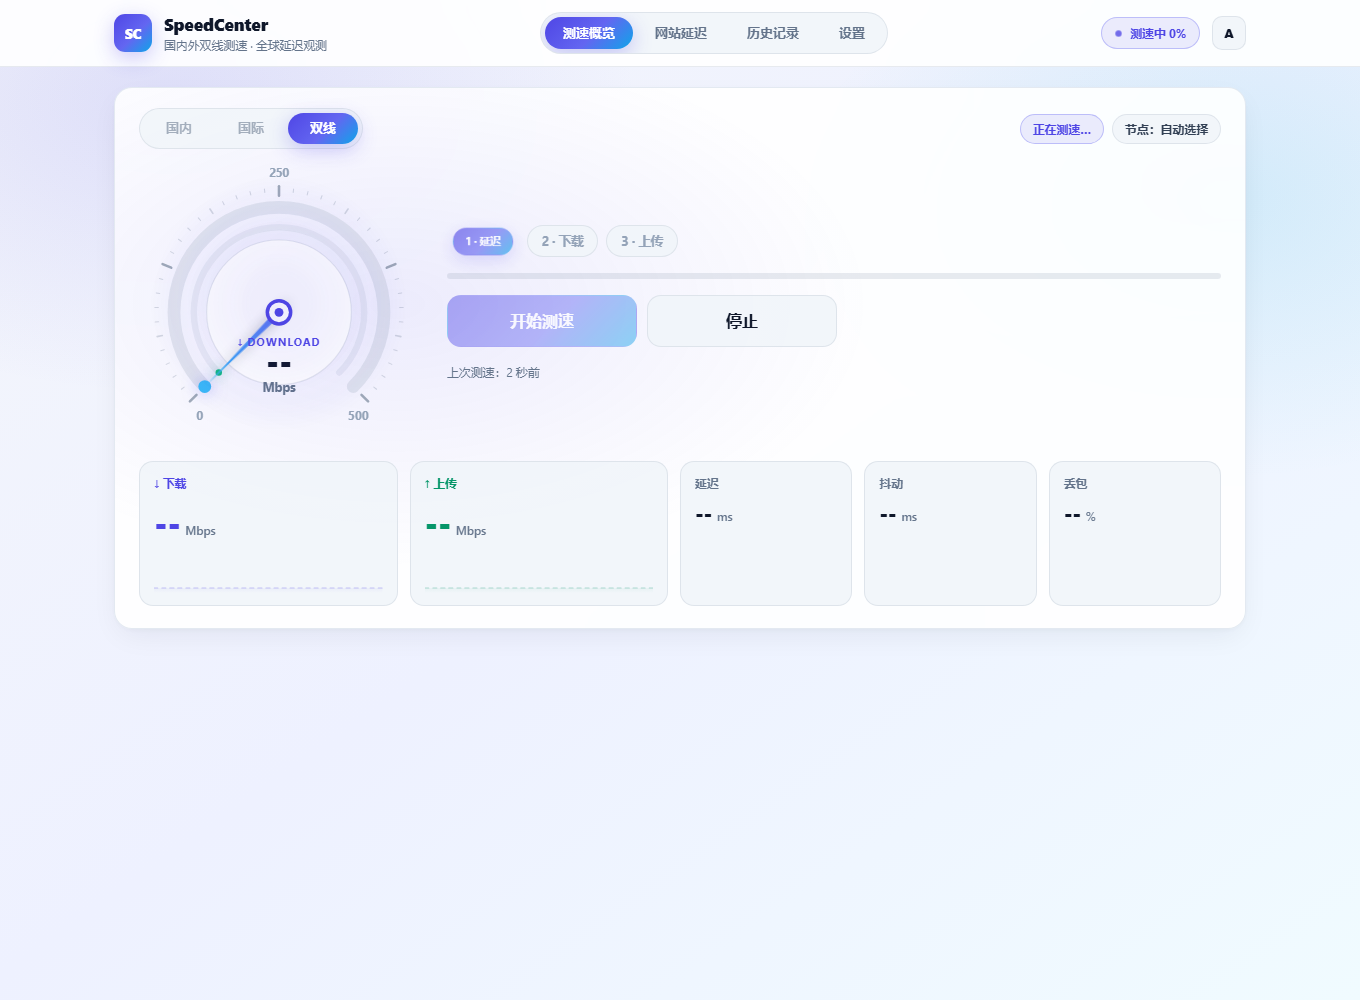 SC
SpeedCenter
国内外双线测速 · 全球延迟观测
测速概览 网站延迟 历史记录 设置
测速中 0%
A
国内 国际 双线
正在测速...
节点：自动选择
250
↓ DOWNLOAD
--
Mbps
0
500
1 · 延迟 2 · 下载 3 · 上传
开始测速
停止
上次测速：2 秒前
↓ 下载
-- Mbps
↑ 上传
-- Mbps
延迟
-- ms
抖动
-- ms
丢包
-- %